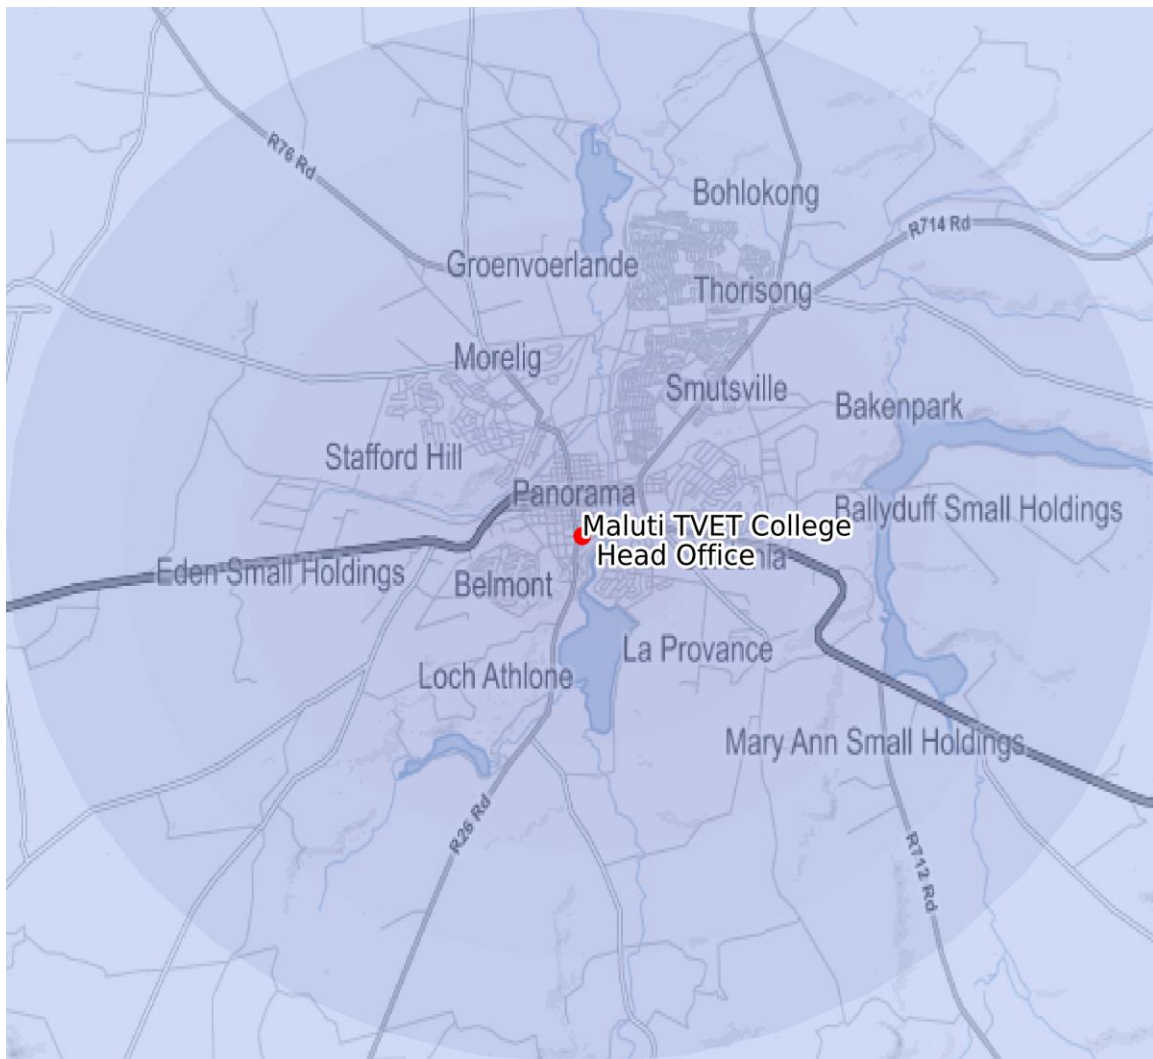 R76 Rd
Bohlokong
R714 Rd
Groenvoerlande
Thorisong
Morelig
Smutsville
Bakenpark
Stafford Hill
Panorama
Ballyduff Small Holdings
Maluti TVET College
Head Office
Eden Small Holdings
Belmont
La Provance
Loch Athlone
Mary Ann Small Holdings
R26 Rd
R712 Rd